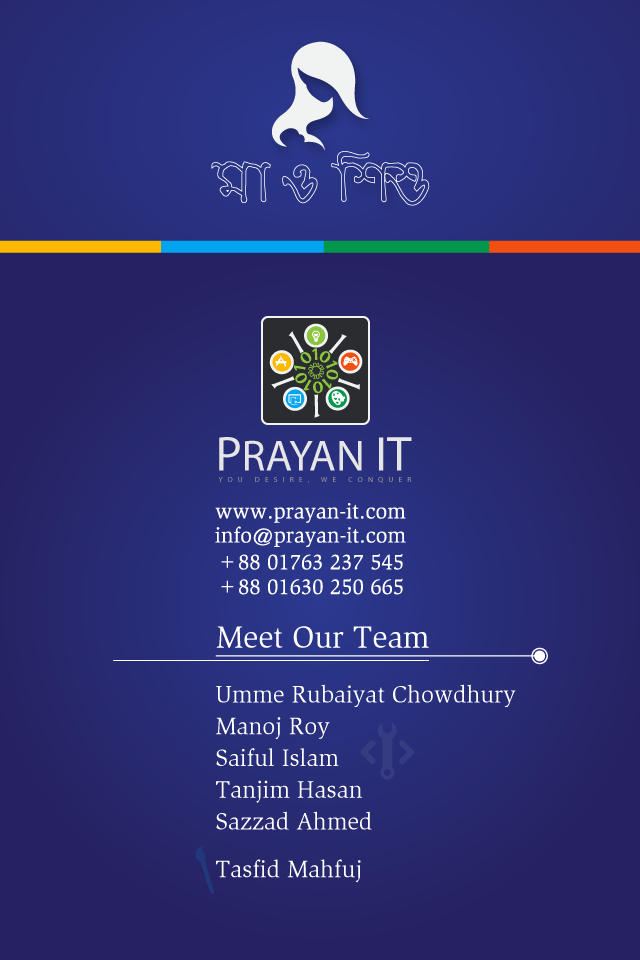 মা ও শিশু
PRAYAN IT
YOU DESIRE, WE CONQUER
www.prayan-it.com
info@prayan-it.com
+88 01763 237 545
+88 01630 250 665
Meet Our Team
Umme Rubaiyat Chowdhury
Manoj Roy
Saiful Islam
Tanjim Hasan
Sazzad Ahmed
Tasfid Mahfuj